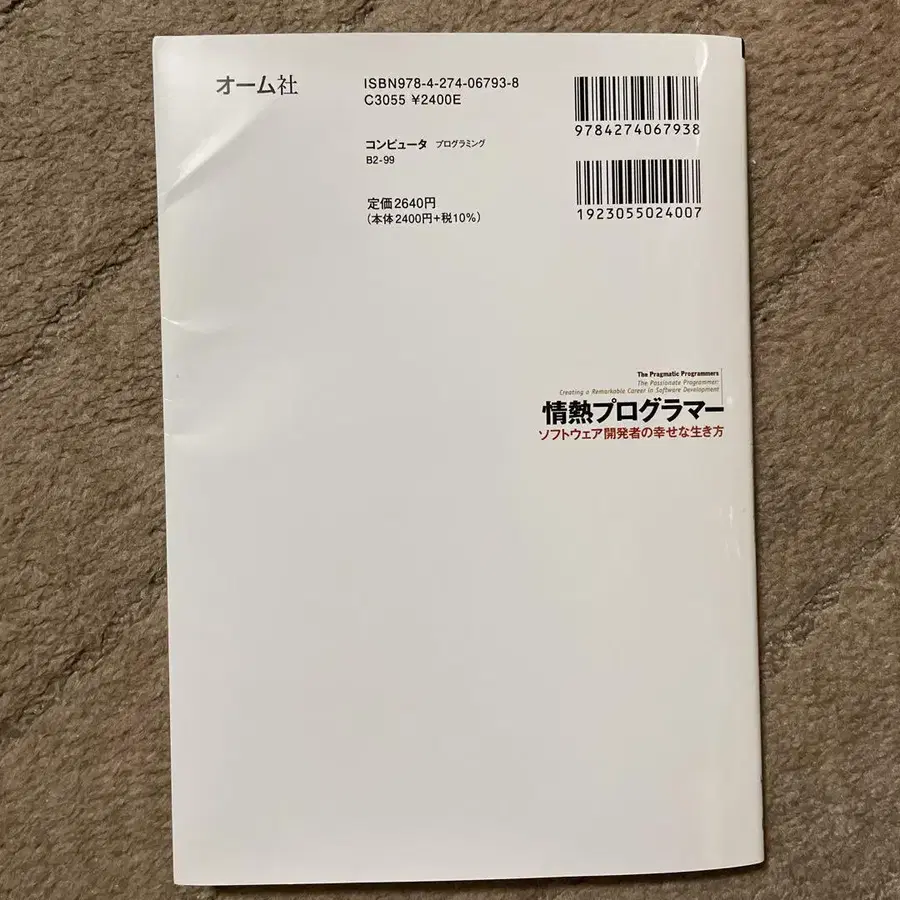 オーム社
ISBN978-4-274-06793-8
C3055 ¥2400E
コンピュータ プログラミング
B2-99
定価2640円
(本体2400円+税10%)
9784274067938
1923055024007
The Pragmatic Programmers
The Passionate Programmer:
Creating a Remarkable Career in Software Development
情熱プログラマー
ソフトウェア開発者の幸せな生き方